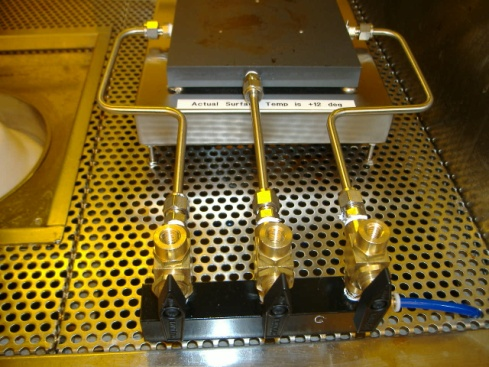 Actual Surface Temp is +12 deg